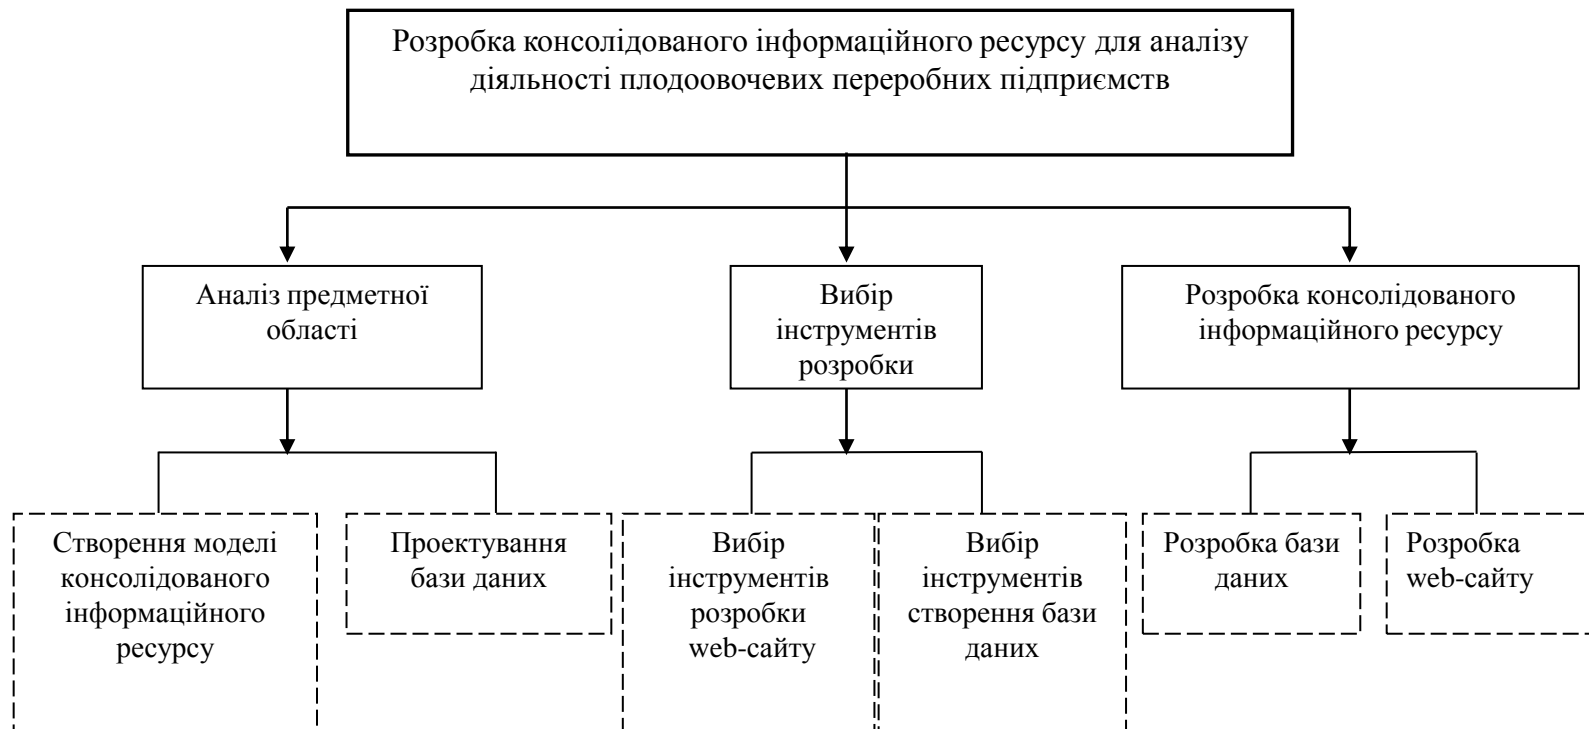 Розробка консолідованого інформаційного ресурсу для аналізу
діяльності плодоовочевих переробних підприємств
Аналіз предметної
області
Вибір
інструментів
розробки
Розробка консолідованого
інформаційного ресурсу
Створення моделі
консолідованого
інформаційного
ресурсу
Проектування
бази даних
Вибір
інструментів
розробки
web-сайту
Вибір
інструментів
створення бази
даних
Розробка бази
даних
Розробка
web-сайту